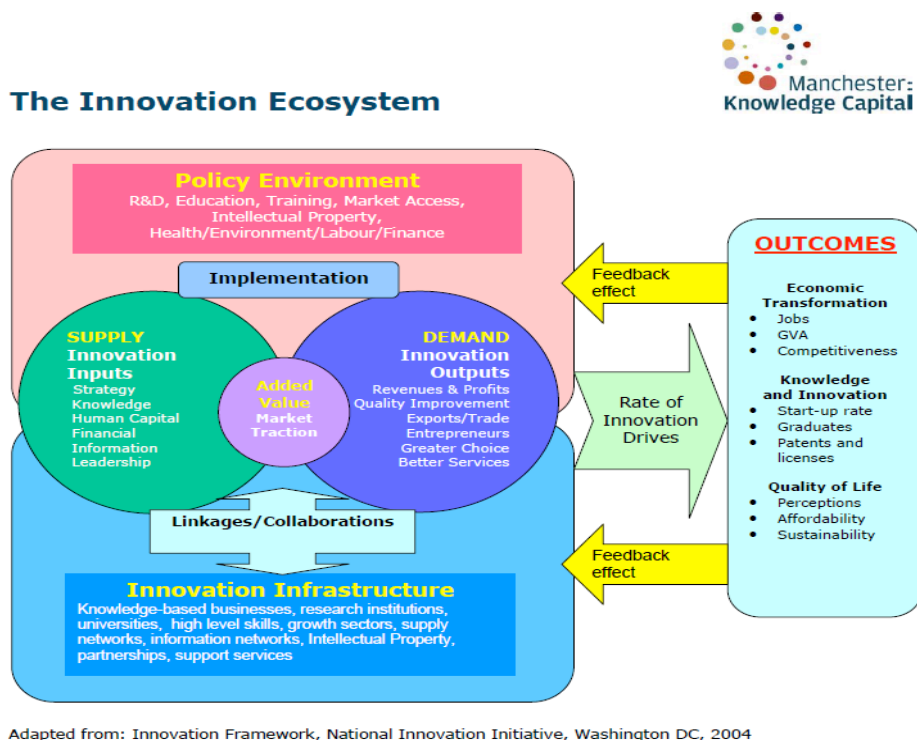 Manchester:
Knowledge Capital
The Innovation Ecosystem
Policy Environment
R&D, Education, Training, Market Access,
Intellectual Property,
Health/Environment/Labour/Finance
Implementation
SUPPLY
Innovation
Inputs
Strategy
Knowledge
Human Capital
Financial
Information
Leadership
Added
Value
Market
Traction
DEMAND
Innovation
Outputs
Revenues & Profits
Quality Improvement
Exports/Trade
Entrepreneurs
Greater Choice
Better Services
Linkages/Collaborations
Innovation Infrastructure
Knowledge-based businesses, research institutions,
universities, high level skills, growth sectors, supply
networks, information networks, Intellectual Property,
partnerships, support services
Feedback
effect
Rate of
Innovation
Drives
Feedback
effect
OUTCOMES
Economic
Transformation
• Jobs
• GVA
• Competitiveness
Knowledge
and Innovation
• Start-up rate
• Graduates
• Patents and
licenses
Quality of Life
• Perceptions
• Affordability
• Sustainability
Adapted from: Innovation Framework, National Innovation Initiative, Washington DC, 2004